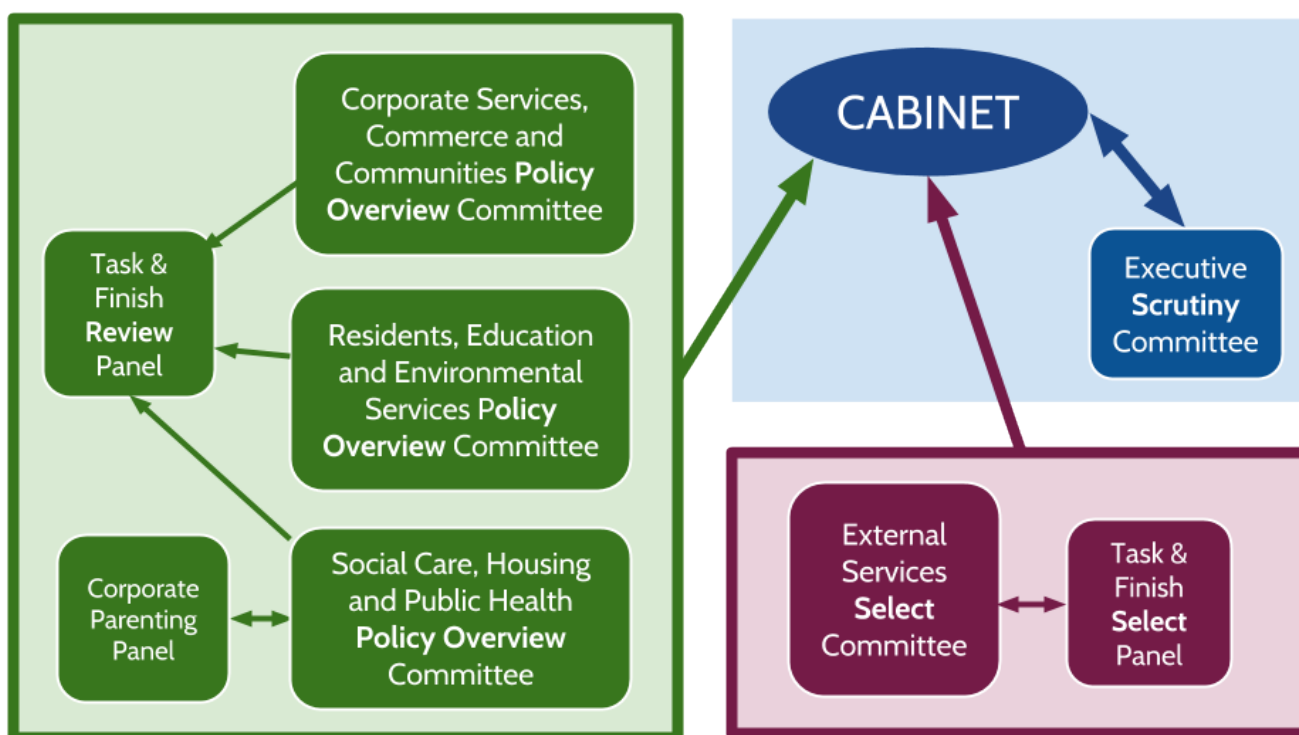 Corporate Services,
Commerce and
Communities Policy
Overview Committee
Task &
Finish
Review
Panel
Residents, Education
and Environmental
Services Policy
Overview Committee
Corporate
Parenting
Panel
Social Care, Housing
and Public Health
Policy Overview
Committee
CABINET
Executive
Scrutiny
Committee
External
Services
Select
Committee
Task &
Finish
Select
Panel